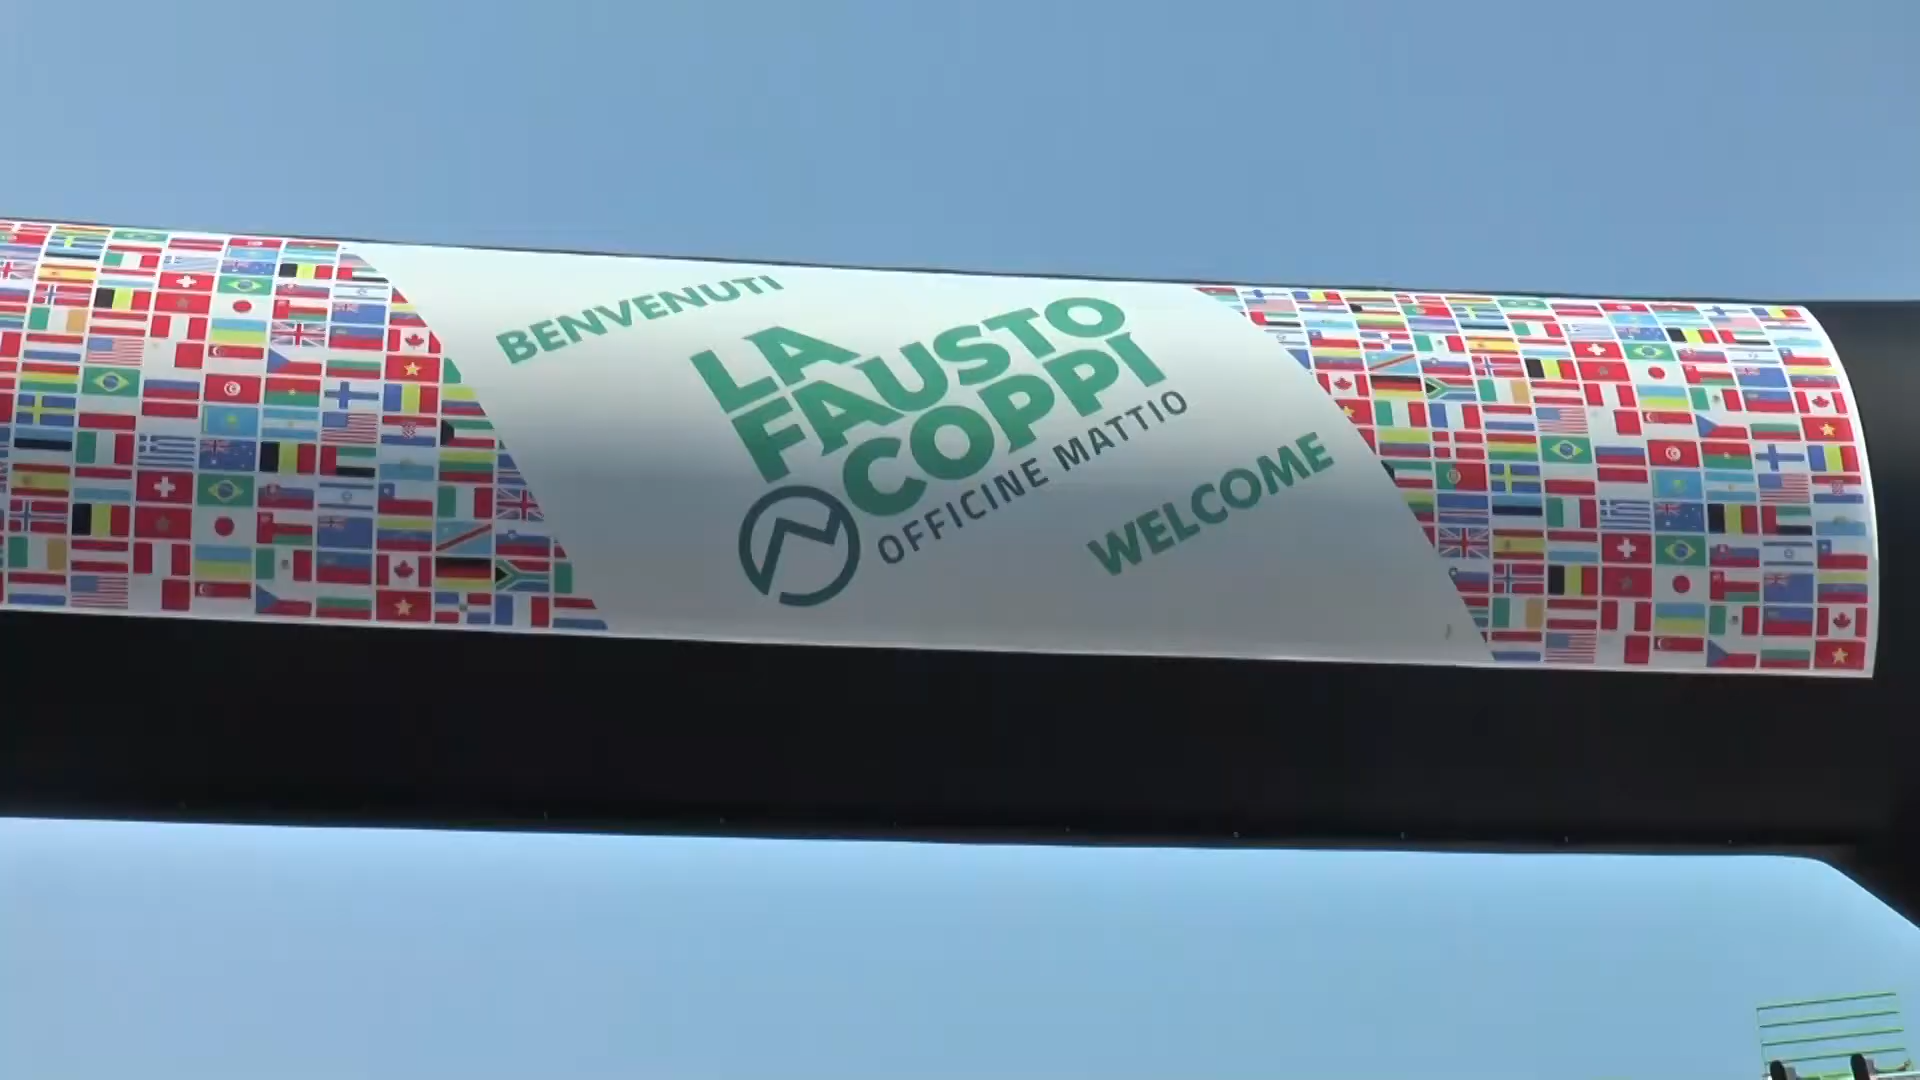 BENVENUTI
LA
FAUSTO
COPPI
OFFICINE MATTIO
WELCOME